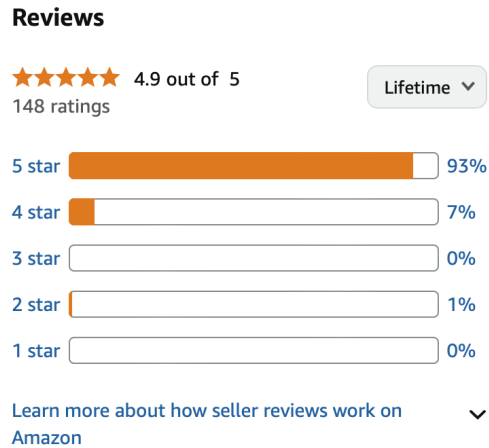 Reviews
4.9 out of 5
Lifetime
148 ratings
5 star 93%
4 star 7%
3 star 0%
2 star 1%
1 star 0%
Learn more about how seller reviews work on
Amazon